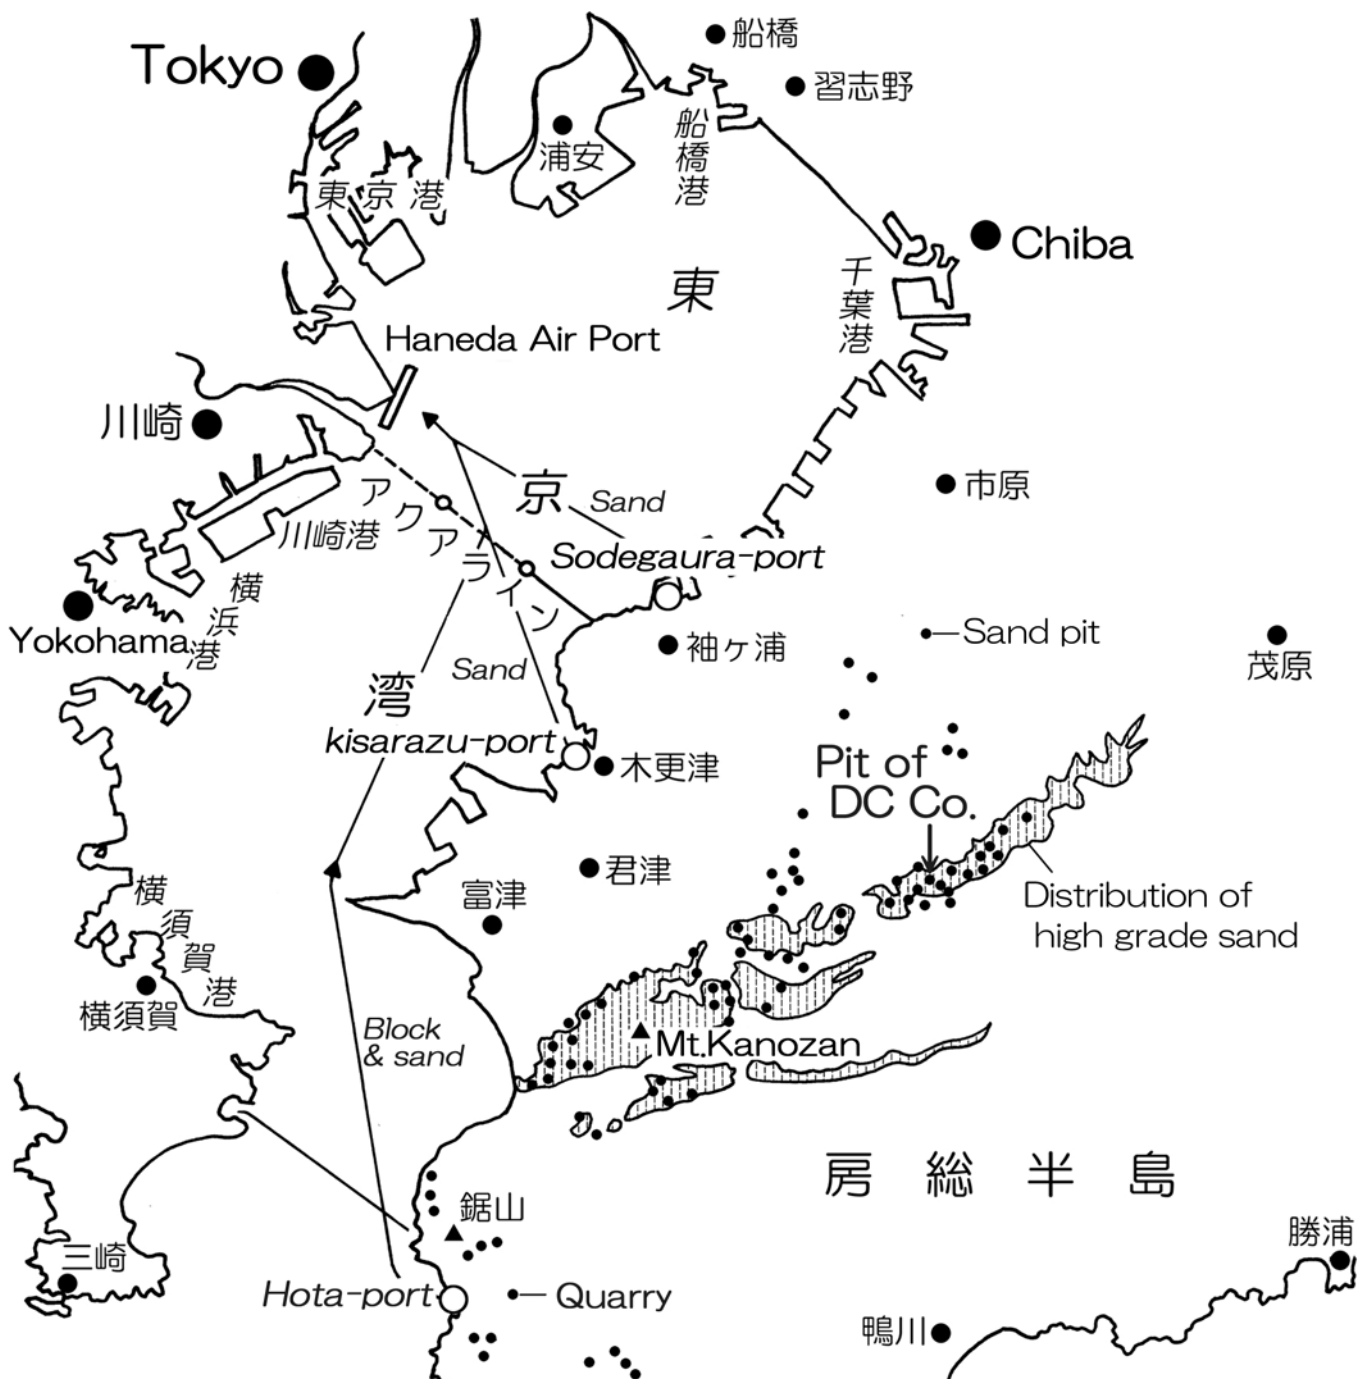 船橋
Tokyo
習志野
船橋港
浦安
東京港
Chiba
東
千葉港
Haneda Air Port
川崎
京
市原
アクアライン
Sand
川崎港
Sodegaura-port
横浜港
Yokohama
Sand pit
袖ヶ浦
茂原
Sand
湾
kisarazu-port
木更津
Pit of
DC Co.
君津
横須賀港
富津
Distribution of
high grade sand
横須賀
Block
& sand
Mt.Kanozan
房総半島
鋸山
勝浦
三崎
Hota-port
Quarry
鴨川